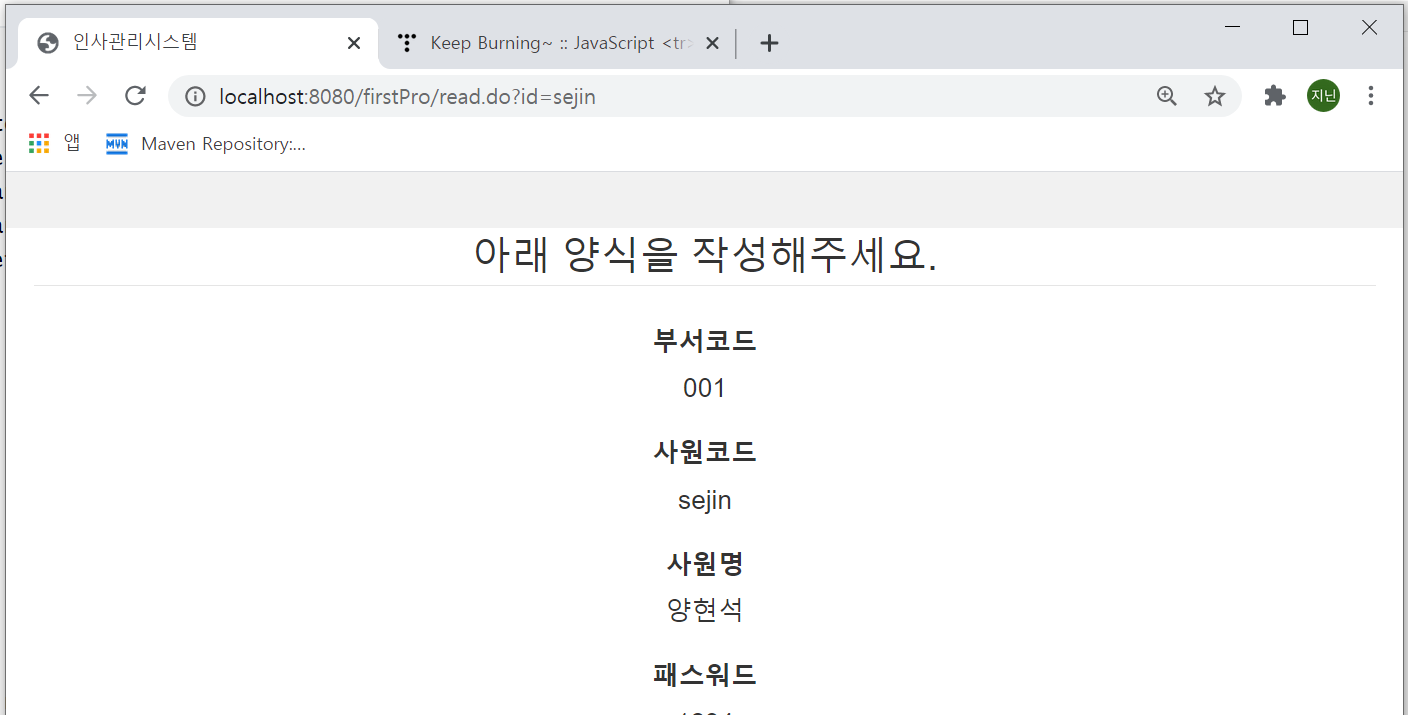 인사관리시스템
Keep Burning~ :: JavaScript <tr>
localhost:8080/firstPro/read.do?id=sejin
지닌
앱
MVN Maven Repository:...
아래 양식을 작성해주세요.
부서코드
001
사원코드
sejin
사원명
양현석
패스워드